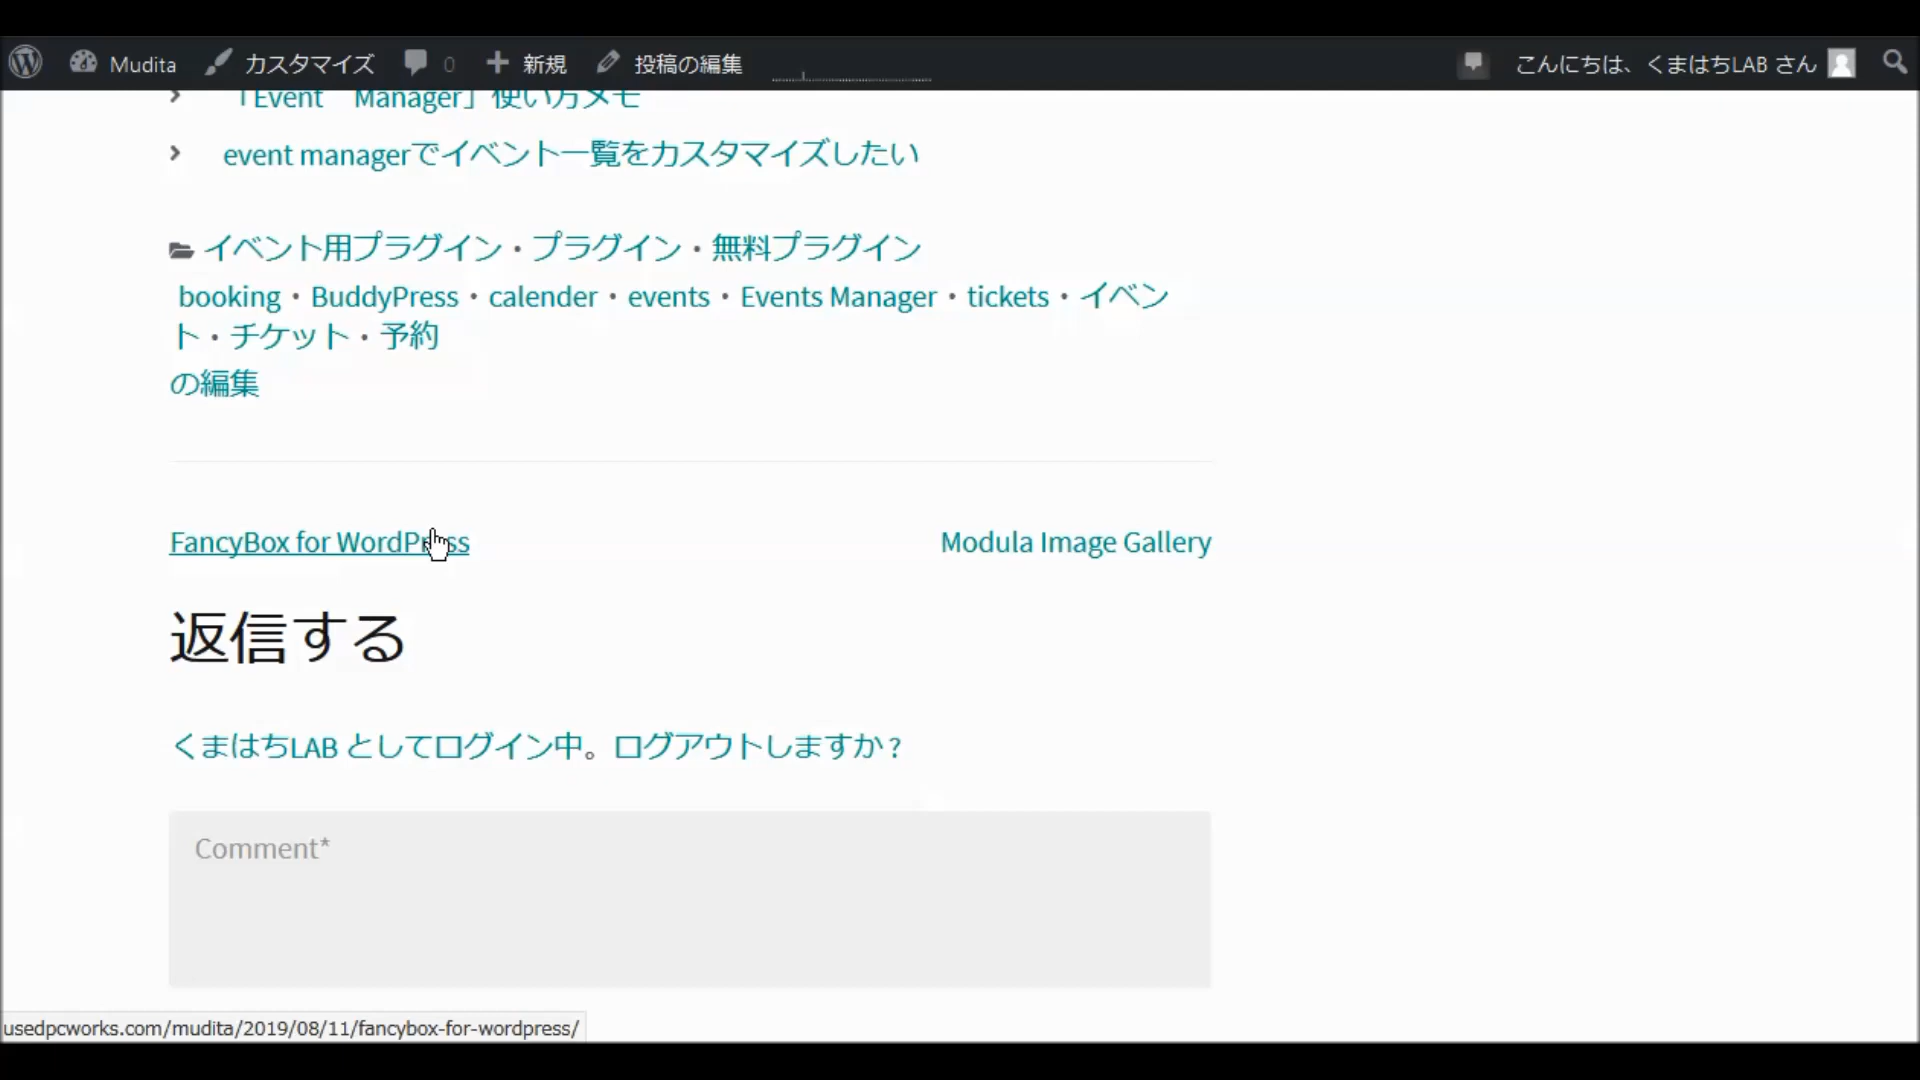 Mudita カスタマイズ 0 新規 投稿の編集 こんにちは、くまはちLAB さん
「Event Manager」使い方メモ
event managerでイベント一覧をカスタマイズしたい
イベント用プラグイン・プラグイン・無料プラグイン
booking・BuddyPress・calender・events・Events Manager・tickets・イベン
ト・チケット・予約
の編集
FancyBox for WordPress Modula Image Gallery
返信する
くまはちLAB としてログイン中。ログアウトしますか ?
Comment*
usedpcworks.com/mudita/2019/08/11/fancybox-for-wordpress/